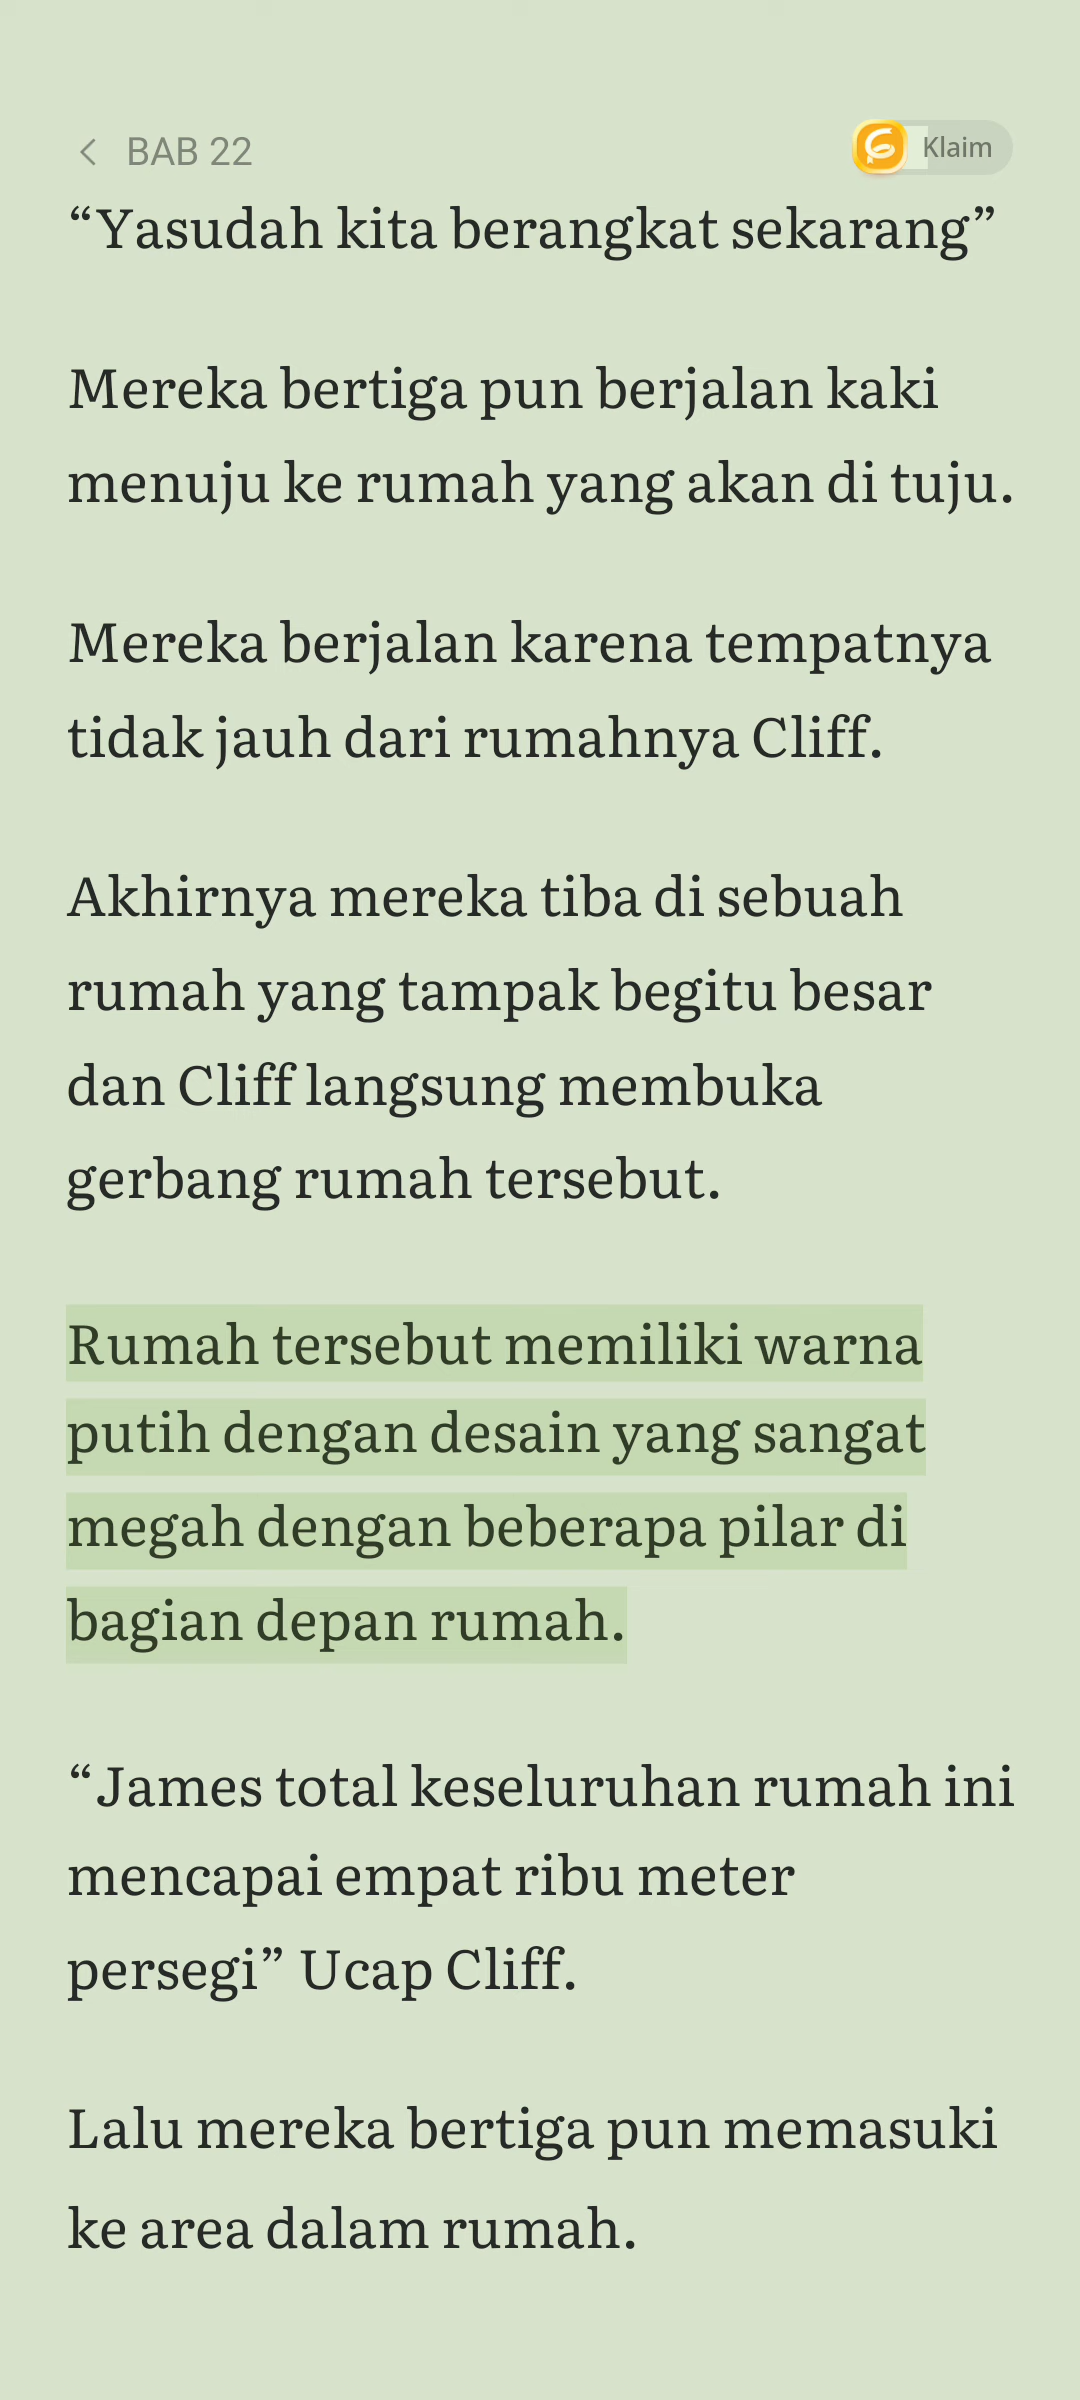 BAB 22
Klaim
“Yasudah kita berangkat sekarang”
Mereka bertiga pun berjalan kaki
menuju ke rumah yang akan di tuju.
Mereka berjalan karena tempatnya
tidak jauh dari rumahnya Cliff.
Akhirnya mereka tiba di sebuah
rumah yang tampak begitu besar
dan Cliff langsung membuka
gerbang rumah tersebut.
Rumah tersebut memiliki warna
putih dengan desain yang sangat
megah dengan beberapa pilar di
bagian depan rumah.
“James total keseluruhan rumah ini
mencapai empat ribu meter
persegi” Ucap Cliff.
Lalu mereka bertiga pun memasuki
ke area dalam rumah.